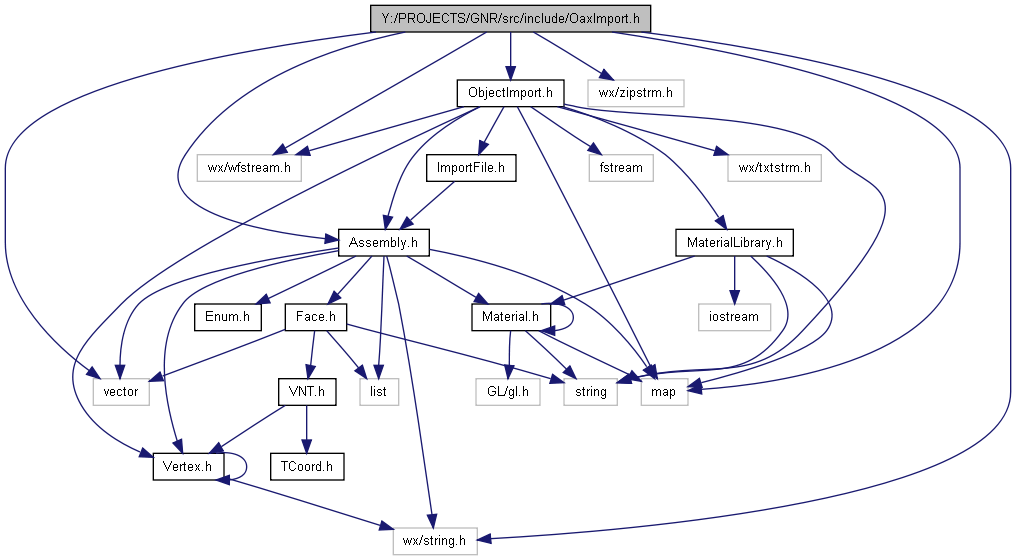 Y:/PROJECTS/GNR/src/include/OaxImport.h
ObjectImport.h
wx/zipstrm.h
wx/wfstream.h
ImportFile.h
fstream
wx/txtstrm.h
Assembly.h
MaterialLibrary.h
Enum.h
Face.h
Material.h
iostream
vector
VNT.h
list
GL/gl.h
string
map
Vertex.h
TCoord.h
wx/string.h